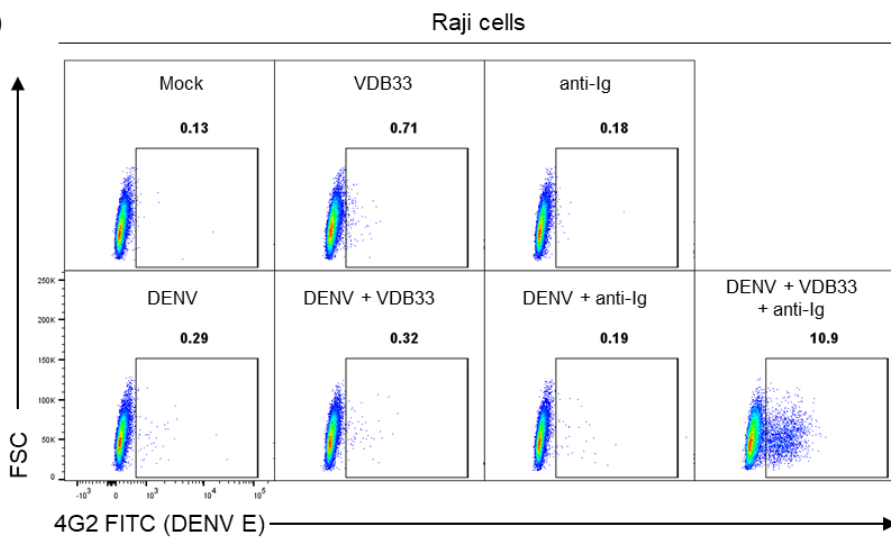 )
Raji cells
Mock
0.13
VDB33
0.71
anti-Ig
0.18
DENV
0.29
DENV + VDB33
0.32
DENV + anti-Ig
0.19
DENV + VDB33
+ anti-Ig
10.9
250K
200K
150K
100K
50K
0
-10³ 0 10³ 10⁴ 10⁵
FSC
4G2 FITC (DENV E)